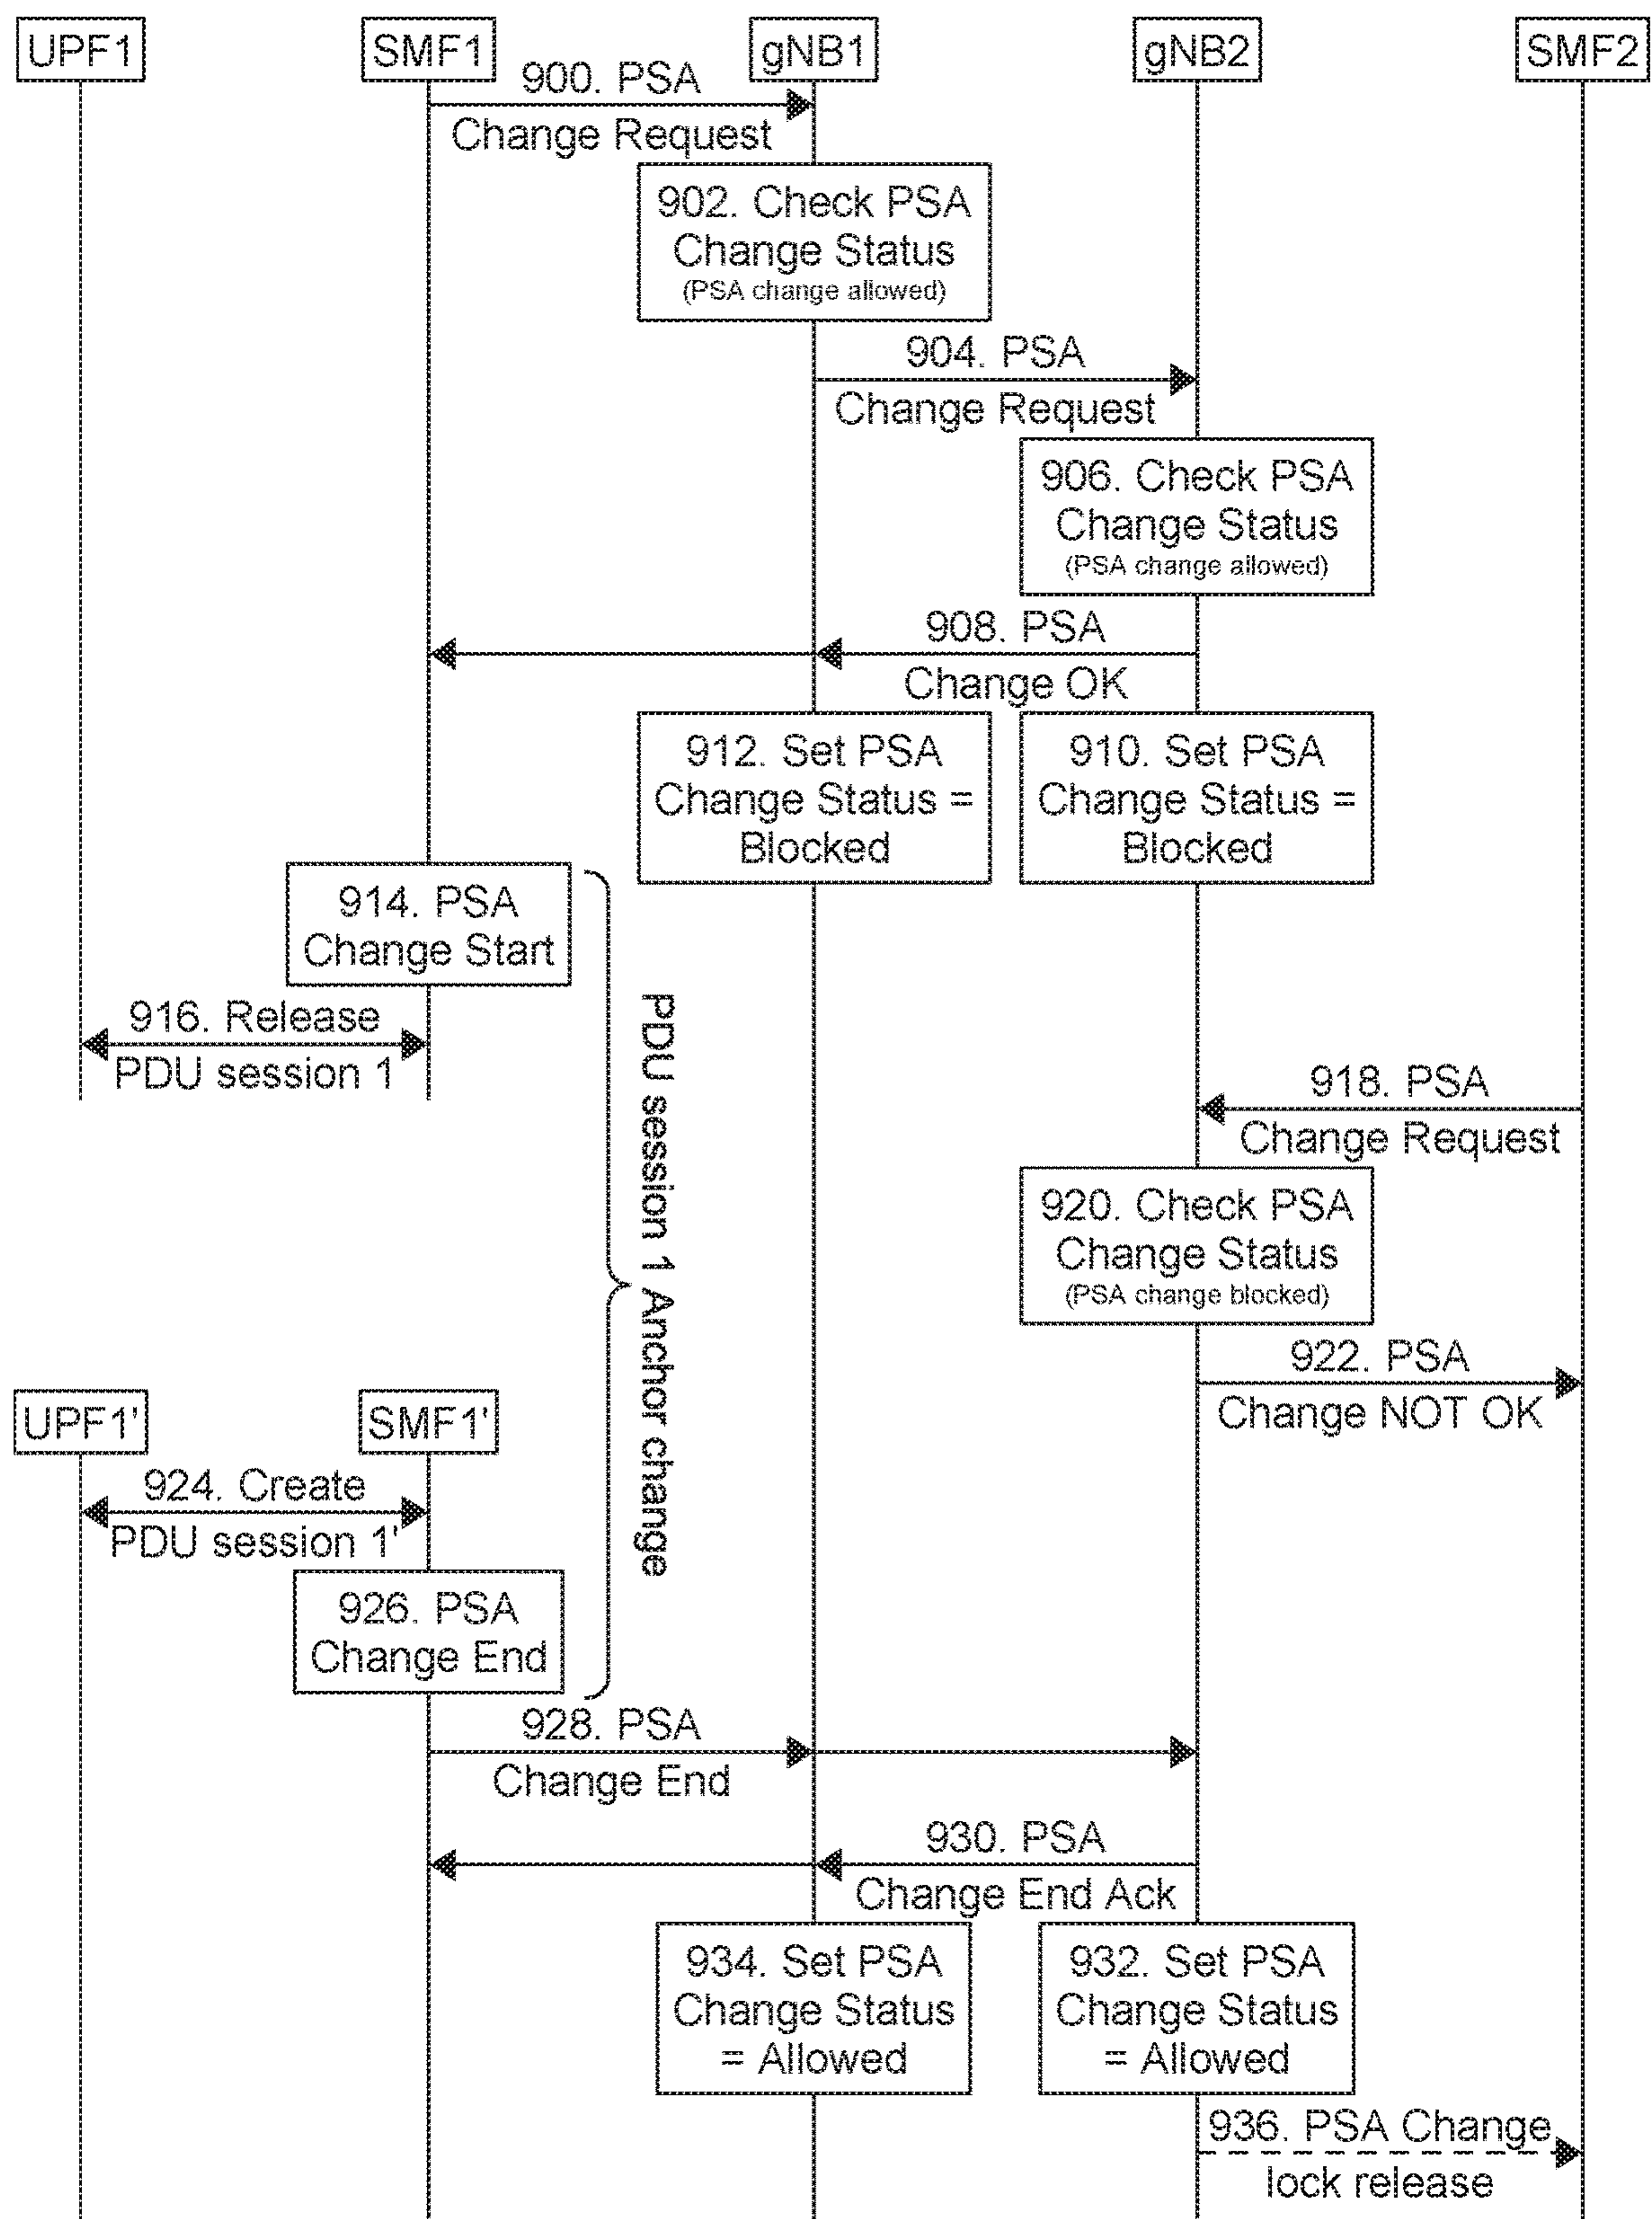 UPF1
SMF1
gNB1
gNB2
SMF2
900. PSA
Change Request
902. Check PSA
Change Status
(PSA change allowed)
904. PSA
Change Request
906. Check PSA
Change Status
(PSA change allowed)
908. PSA
Change OK
912. Set PSA
Change Status =
Blocked
910. Set PSA
Change Status =
Blocked
914. PSA
Change Start
916. Release
PDU session 1
PDU session 1 Anchor change
918. PSA
Change Request
920. Check PSA
Change Status
(PSA change blocked)
922. PSA
Change NOT OK
UPF1'
SMF1'
924. Create
PDU session 1'
926. PSA
Change End
928. PSA
Change End
930. PSA
Change End Ack
934. Set PSA
Change Status
= Allowed
932. Set PSA
Change Status
= Allowed
936. PSA Change
lock release